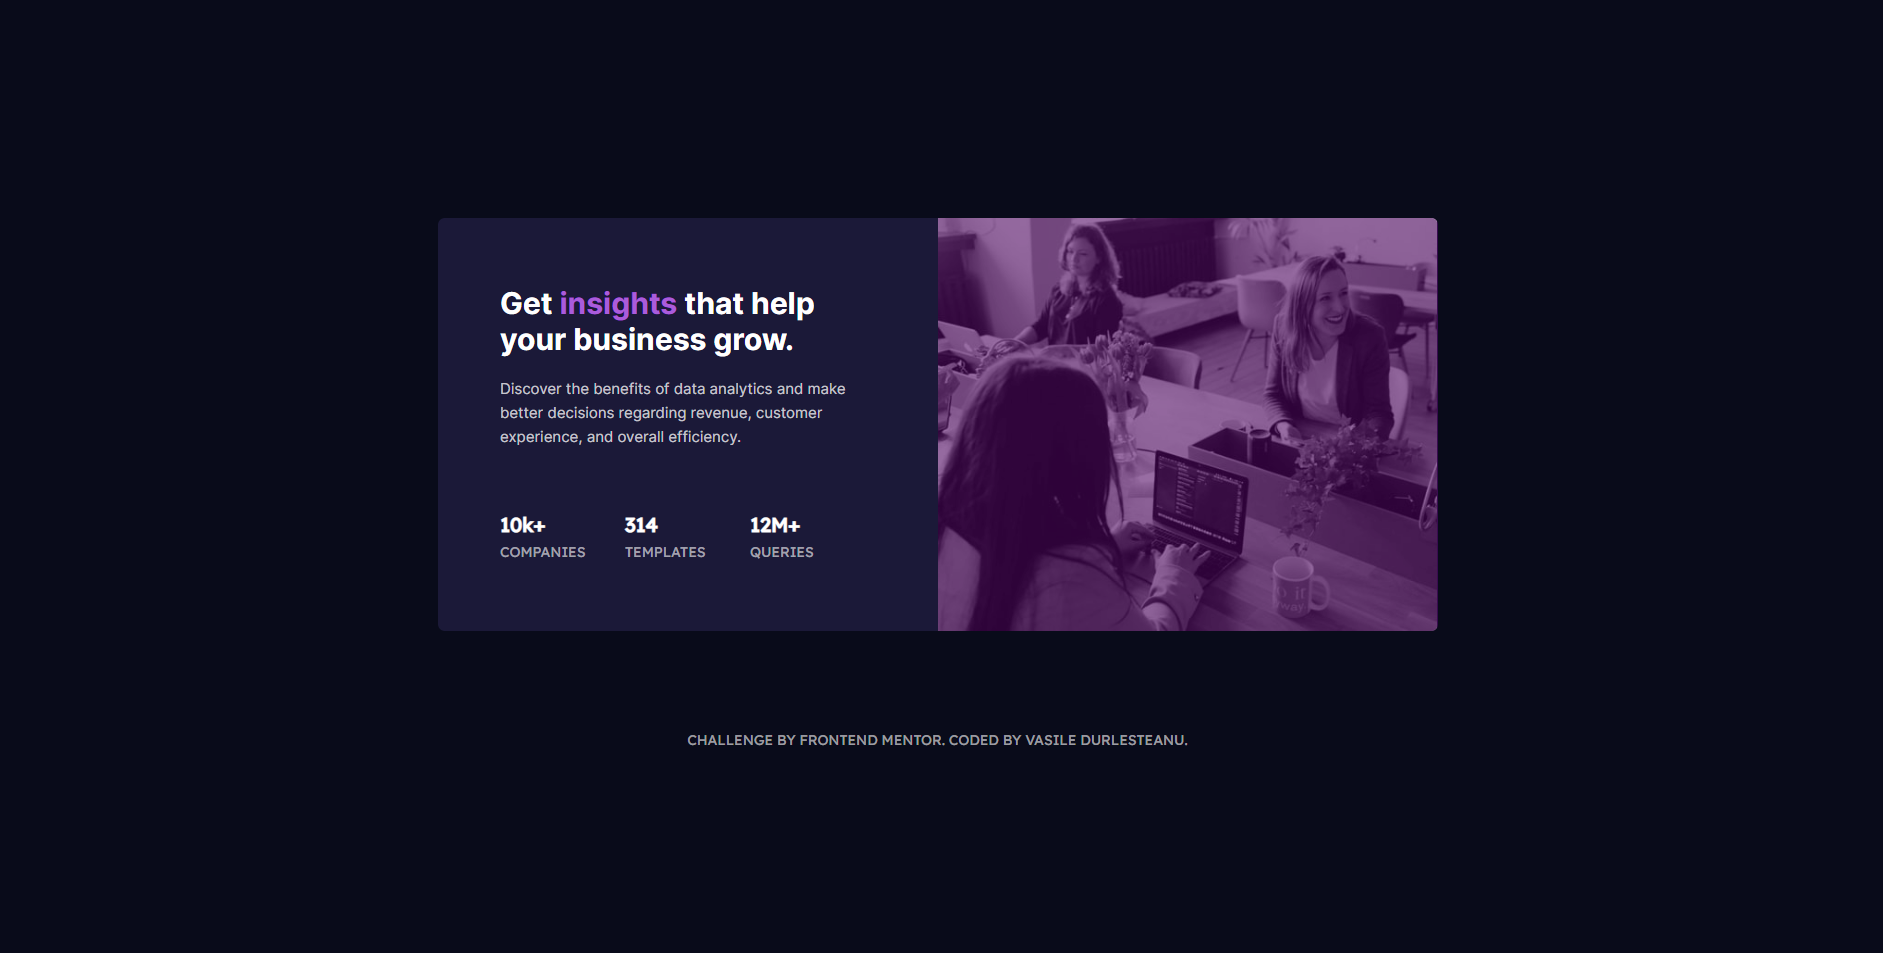 Get insights that help
your business grow.
Discover the benefits of data analytics and make
better decisions regarding revenue, customer
experience, and overall efficiency.
10k+ 314 12M+
COMPANIES TEMPLATES QUERIES
CHALLENGE BY FRONTEND MENTOR. CODED BY VASILE DURLESTEANU.